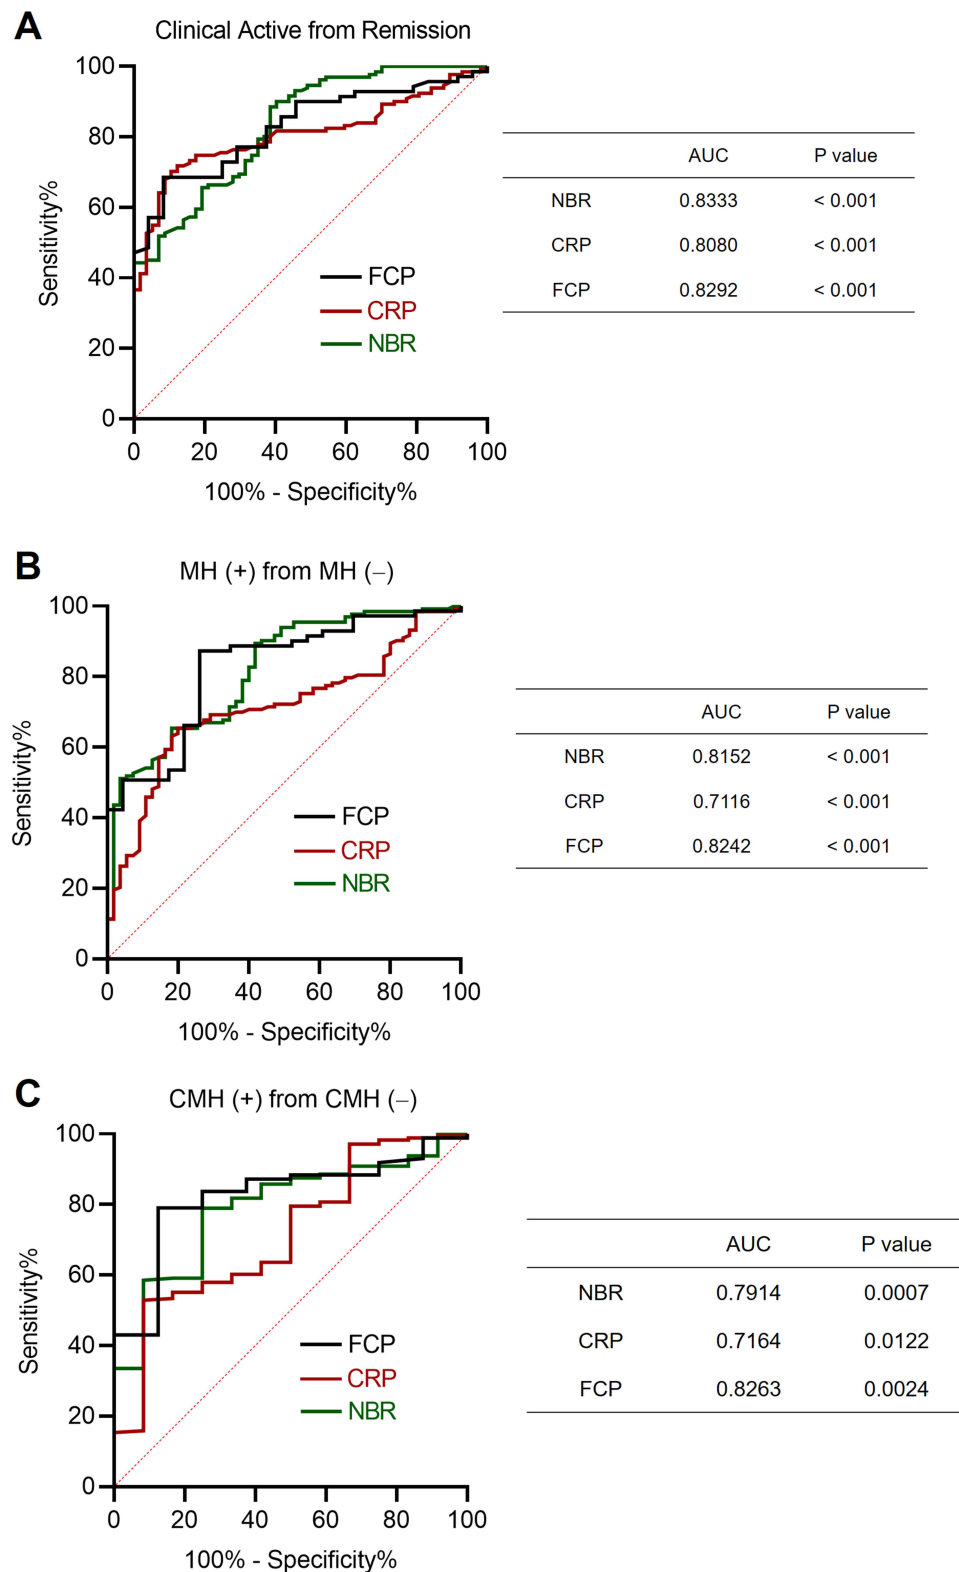 A
Clinical Active from Remission
100
80
60
40
20
0
Sensitivity%
FCP
CRP
NBR
0 20 40 60 80 100
100% - Specificity%
AUC P value
NBR 0.8333 < 0.001
CRP 0.8080 < 0.001
FCP 0.8292 < 0.001
B
MH (+) from MH (–)
100
80
60
40
20
0
Sensitivity%
FCP
CRP
NBR
0 20 40 60 80 100
100% - Specificity%
AUC P value
NBR 0.8152 < 0.001
CRP 0.7116 < 0.001
FCP 0.8242 < 0.001
C
CMH (+) from CMH (–)
100
80
60
40
20
0
Sensitivity%
FCP
CRP
NBR
0 20 40 60 80 100
100% - Specificity%
AUC P value
NBR 0.7914 0.0007
CRP 0.7164 0.0122
FCP 0.8263 0.0024